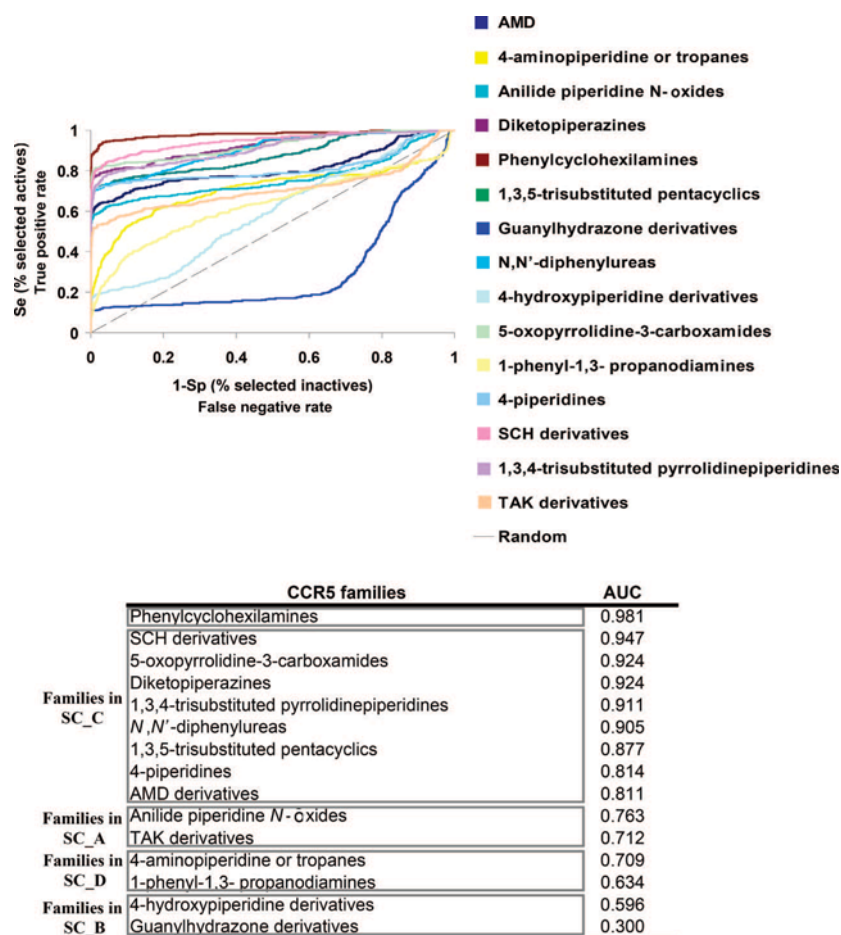 AMD
4-aminopiperidine or tropanes
Anilide piperidine N-oxides
Diketopiperazines
Phenylcyclohexilamines
1,3,5-trisubstituted pentacyclics
Guanylhydrazone derivatives
N,N'-diphenylureas
4-hydroxypiperidine derivatives
5-oxopyrrolidine-3-carboxamides
1-phenyl-1,3- propanodiamines
4-piperidines
SCH derivatives
1,3,4-trisubstituted pyrrolidinepiperidines
TAK derivatives
Random
Se (% selected actives)
True positive rate
1
0.8
0.6
0.4
0.2
0
0 0.2 0.4 0.6 0.8 1
1-Sp (% selected inactives)
False negative rate
CCR5 families AUC
Phenylcyclohexilamines 0.981
SCH derivatives 0.947
5-oxopyrrolidine-3-carboxamides 0.924
Diketopiperazines 0.924
Families in SC_C
1,3,4-trisubstituted pyrrolidinepiperidines 0.911
N,N'-diphenylureas 0.905
1,3,5-trisubstituted pentacyclics 0.877
4-piperidines 0.814
AMD derivatives 0.811
Families in Anilide piperidine N-oxides 0.763
SC_A TAK derivatives 0.712
Families in 4-aminopiperidine or tropanes 0.709
SC_D 1-phenyl-1,3- propanodiamines 0.634
Families in 4-hydroxypiperidine derivatives 0.596
SC_B Guanylhydrazone derivatives 0.300